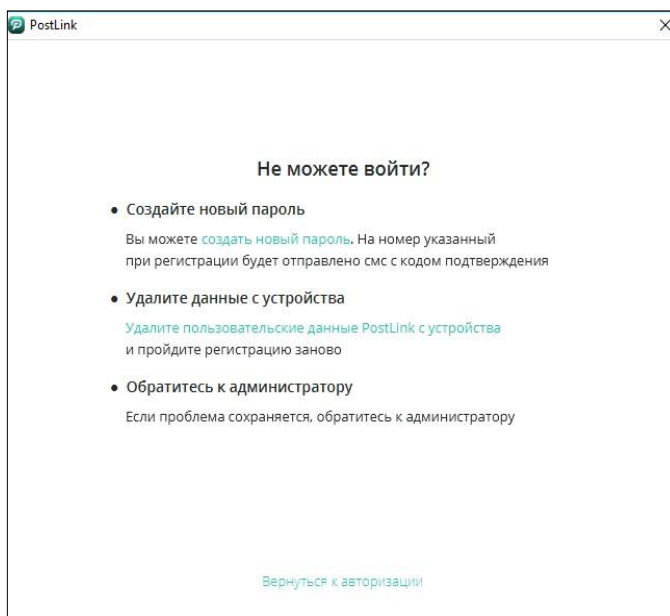 PostLink
Не можете войти?
● Создайте новый пароль
Вы можете создать новый пароль. На номер указанный
при регистрации будет отправлено смс с кодом подтверждения
● Удалите данные с устройства
Удалите пользовательские данные PostLink с устройства
и пройдите регистрацию заново
● Обратитесь к администратору
Если проблема сохраняется, обратитесь к администратору
Вернуться к авторизации